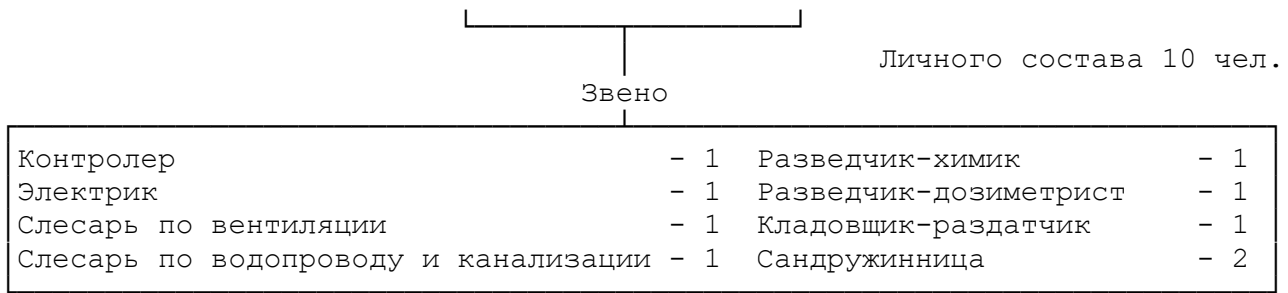 Личного состава 10 чел.
Звено
Контролер - 1 Разведчик-химик - 1
Электрик - 1 Разведчик-дозиметрист - 1
Слесарь по вентиляции - 1 Кладовщик-раздатчик - 1
Слесарь по водопроводу и канализации - 1 Сандружинница - 2